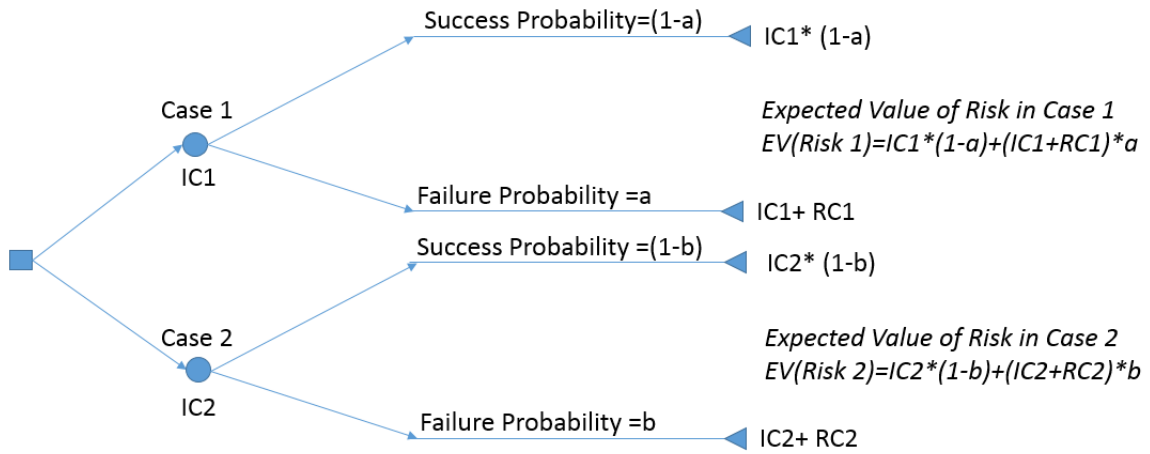 Success Probability=(1-a)
IC1* (1-a)
Case 1
IC1
Expected Value of Risk in Case 1
EV(Risk 1)=IC1*(1-a)+(IC1+RC1)*a
Failure Probability =a
IC1+ RC1
Success Probability =(1-b)
IC2* (1-b)
Case 2
IC2
Expected Value of Risk in Case 2
EV(Risk 2)=IC2*(1-b)+(IC2+RC2)*b
Failure Probability =b
IC2+ RC2